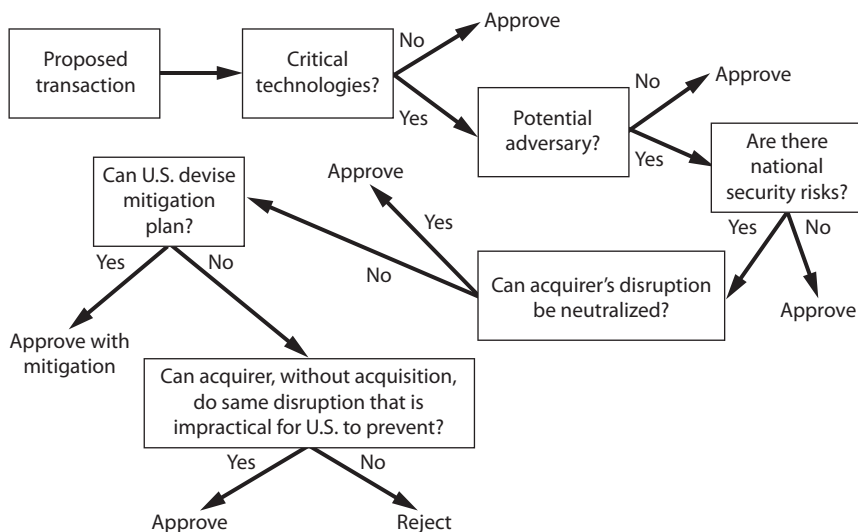 Proposed
transaction
Critical
technologies?
No
Approve
Yes
Potential
adversary?
No
Approve
Yes
Are there
national
security risks?
Yes
No
Approve
Can acquirer’s disruption
be neutralized?
Yes
Approve
No
Can U.S. devise
mitigation
plan?
Yes
No
Approve with
mitigation
Can acquirer, without acquisition,
do same disruption that is
impractical for U.S. to prevent?
Yes
No
Approve
Reject